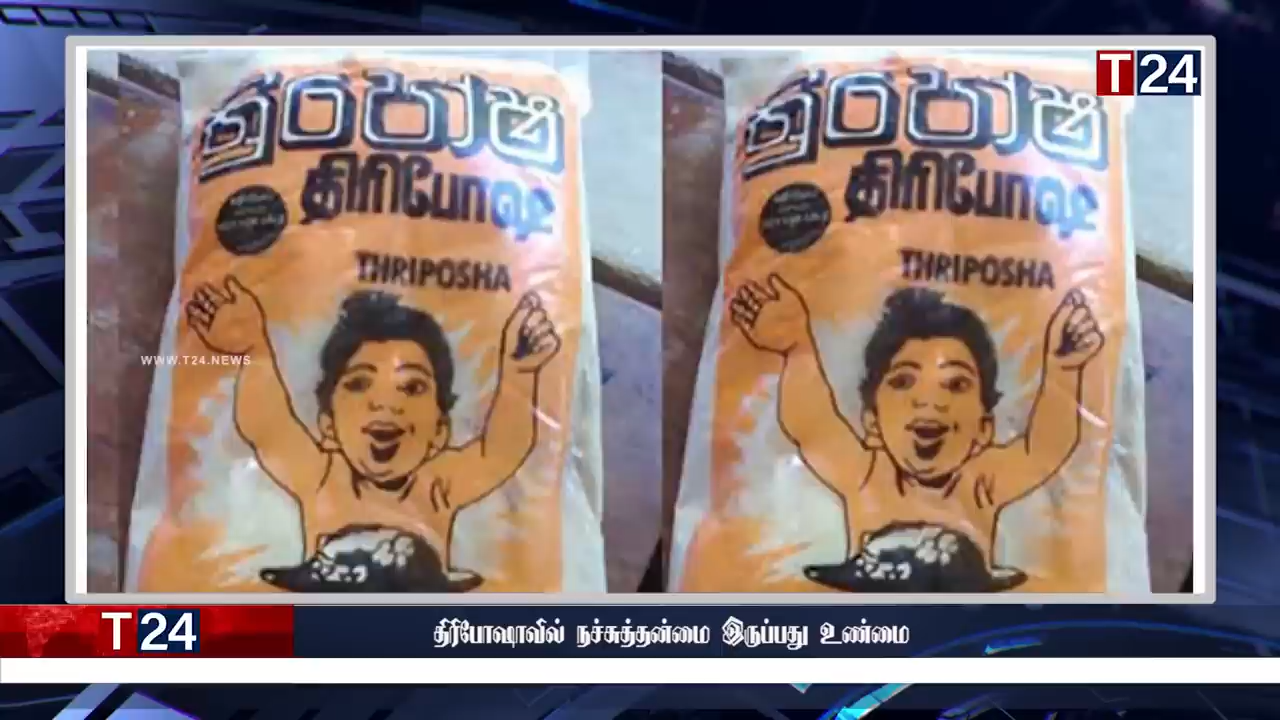 T24
ත්‍රිපෝෂ
திரிபோஷ
THRIPOSHA
ත්‍රිපෝෂ
திரிபோஷ
THRIPOSHA
WWW.T24.NEWS
T24
திரிபோஷாவில் நச்சுத்தன்மை இருப்பது உண்மை